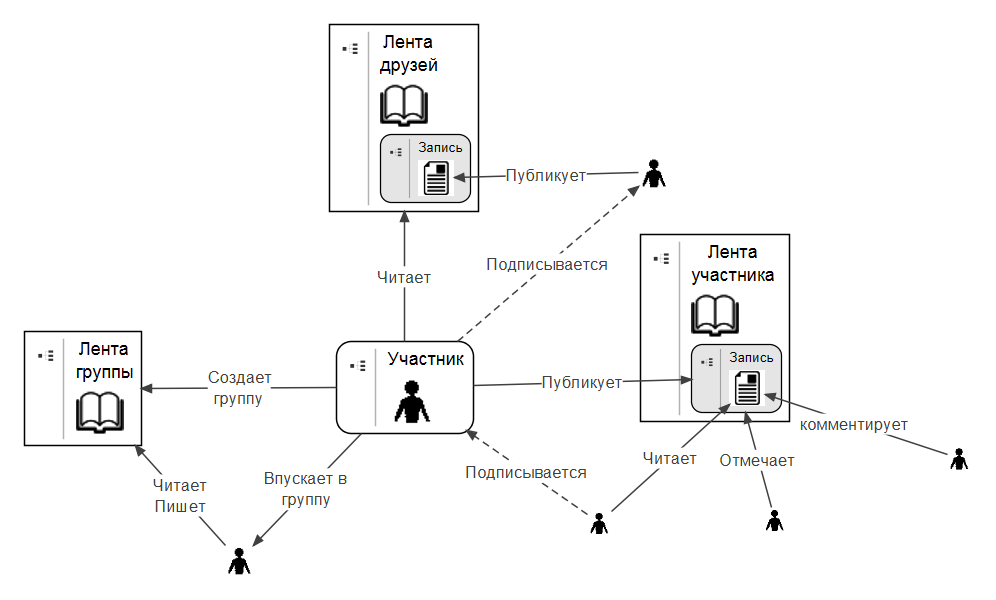 Лента
друзей
Запись
Публикует
Подписывается
Читает
Лента
участника
Запись
Лента
группы
Создает
группу
Участник
Публикует
комментирует
Читает
Отмечает
Подписывается
Впускает в
группу
Читает
Пишет